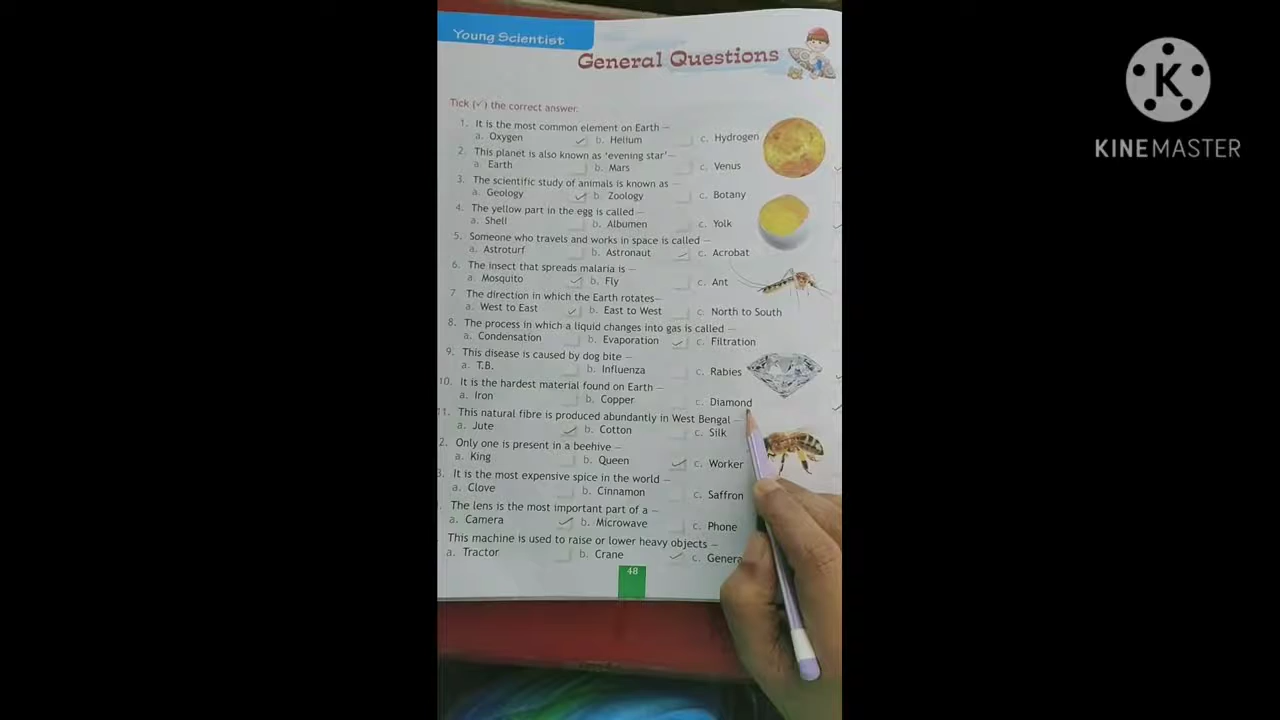 Young Scientist
General Questions
KINEMASTER
Tick (✓) the correct answer.
1. It is the most common element on Earth —
a. Oxygen b. Helium c. Hydrogen
2. This planet is also known as ‘evening star’—
a. Earth b. Mars c. Venus
3. The scientific study of animals is known as —
a. Geology b. Zoology c. Botany
4. The yellow part in the egg is called —
a. Shell b. Albumen c. Yolk
5. Someone who travels and works in space is called —
a. Astroturf b. Astronaut c. Acrobat
6. The insect that spreads malaria is —
a. Mosquito b. Fly c. Ant
7 The direction in which the Earth rotates—
a. West to East b. East to West c. North to South
8. The process in which a liquid changes into gas is called —
a. Condensation b. Evaporation c. Filtration
9. This disease is caused by dog bite —
a. T.B. b. Influenza c. Rabies
10. It is the hardest material found on Earth —
a. Iron b. Copper c. Diamond
11. This natural fibre is produced abundantly in West Bengal —
a. Jute b. Cotton c. Silk
2. Only one is present in a beehive —
a. King b. Queen c. Worker
3. It is the most expensive spice in the world —
a. Clove b. Cinnamon c. Saffron
. The lens is the most important part of a —
a. Camera b. Microwave c. Phone
This machine is used to raise or lower heavy objects —
a. Tractor b. Crane c. Genera
48